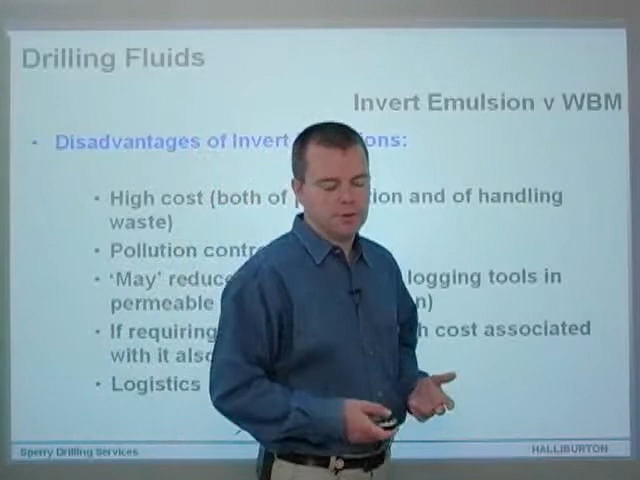 Drilling Fluids
Invert Emulsion v WBM
• Disadvantages of Invert ons:
• High cost (both of ion and of handling
waste)
• Pollution contr
• 'May' reduc logging tools in
permeable n)
• If requiring h cost associated
with it also
• Logistics
Sperry Drilling Services
HALLIBURTON